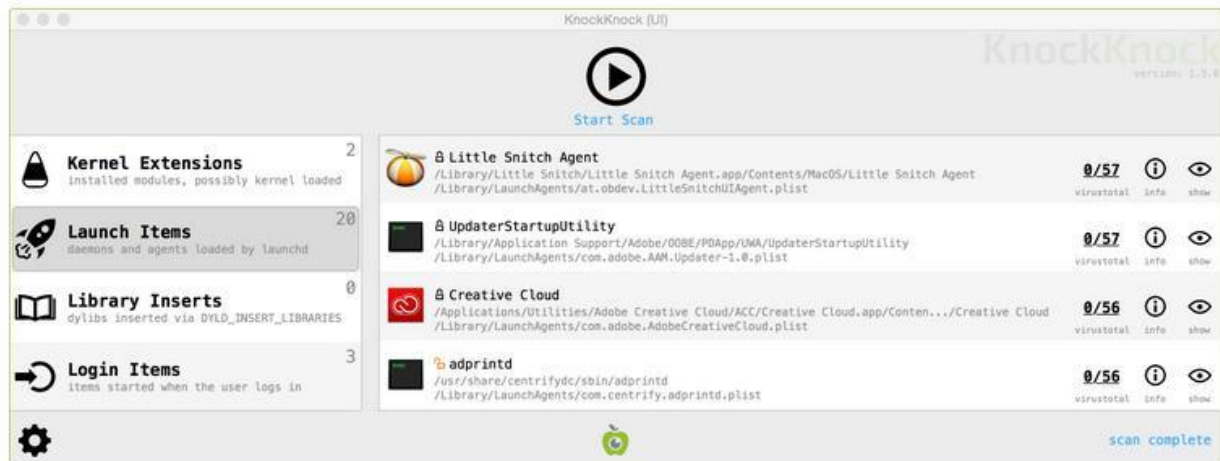 KnockKnock (UI)
KnockKnock
version: 1.5.0
Start Scan
Kernel Extensions
2
installed modules, possibly kernel loaded
Launch Items
20
daemons and agents loaded by launchd
Library Inserts
0
dylibs inserted via DYLD_INSERT_LIBRARIES
Login Items
3
items started when the user logs in
Little Snitch Agent
/Library/Little Snitch/Little Snitch Agent.app/Contents/MacOS/Little Snitch Agent
/Library/LaunchAgents/at.obdev.LittleSnitchUIAgent.plist
0/57
virustotal info show
UpdaterStartupUtility
/Library/Application Support/Adobe/OOBE/PDApp/UWA/UpdaterStartupUtility
/Library/LaunchAgents/com.adobe.AAM.Updater-1.0.plist
0/57
virustotal info show
Creative Cloud
/Applications/Utilities/Adobe Creative Cloud/ACC/Creative Cloud.app/Conten.../Creative Cloud
/Library/LaunchAgents/com.adobe.AdobeCreativeCloud.plist
0/56
virustotal info show
adprintd
/usr/share/centrifydc/sbin/adprintd
/Library/LaunchAgents/com.centrify.adprintd.plist
0/56
virustotal info show
scan complete